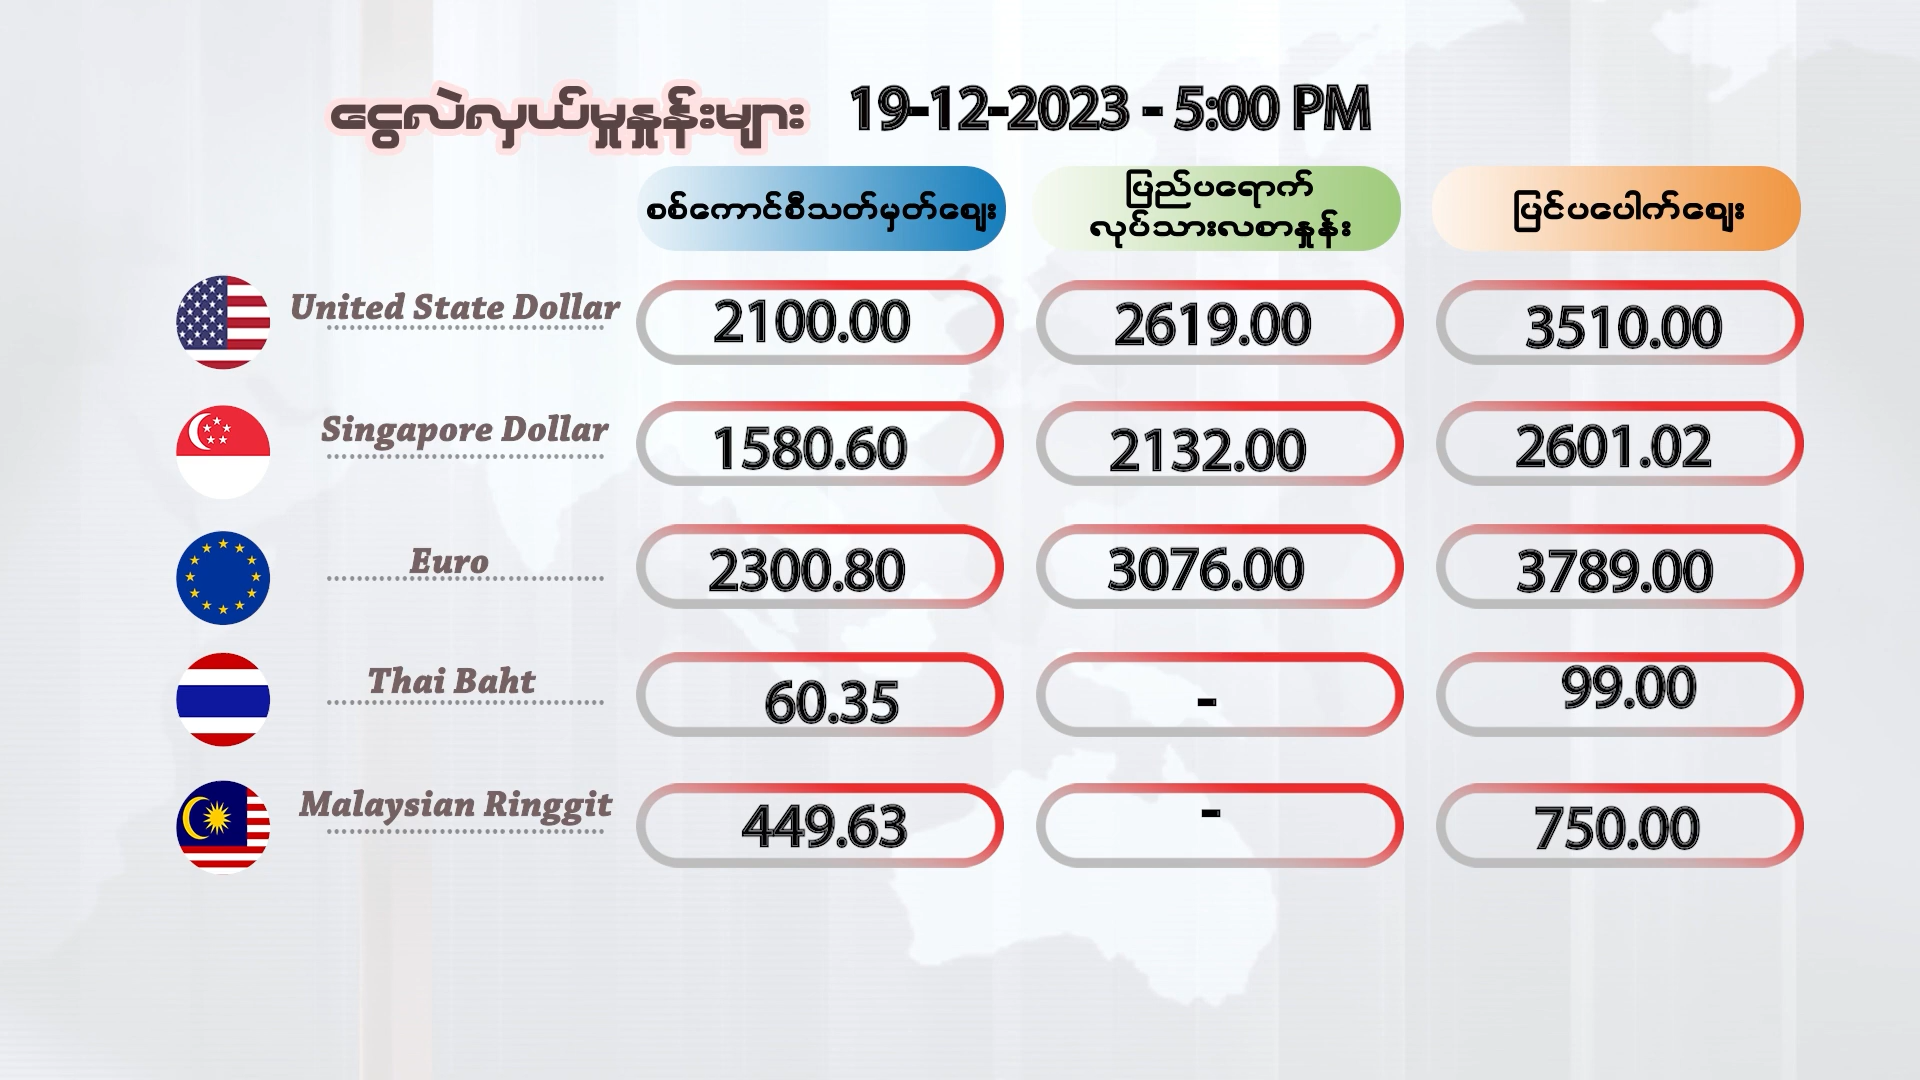 ငွေလဲလှယ်မှုနှုန်းများ 19-12-2023 - 5:00 PM
စစ်ကောင်စီသတ်မှတ်ဈေး
ပြည်ပရောက်
လုပ်သားလစာနှုန်း
ပြင်ပပေါက်ဈေး
United State Dollar 2100.00 2619.00 3510.00
Singapore Dollar 1580.60 2132.00 2601.02
Euro 2300.80 3076.00 3789.00
Thai Baht 60.35 - 99.00
Malaysian Ringgit 449.63 - 750.00